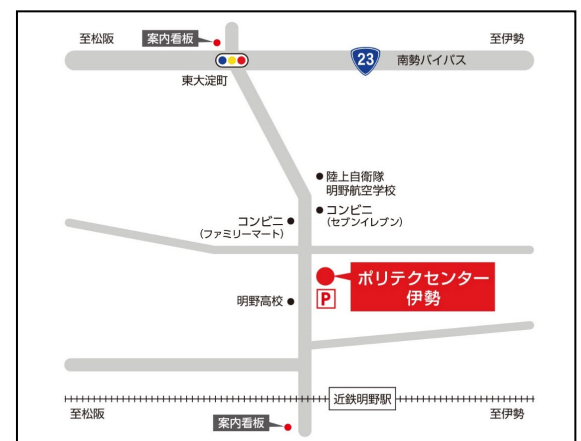 至松阪
案内看板
至伊勢
23
南勢バイパス
東大淀町
陸上自衛隊
明野航空学校
コンビニ
(セブンイレブン)
コンビニ
(ファミリーマート)
ポリテクセンター
伊勢
P
明野高校
近鉄明野駅
至松阪
至伊勢
案内看板